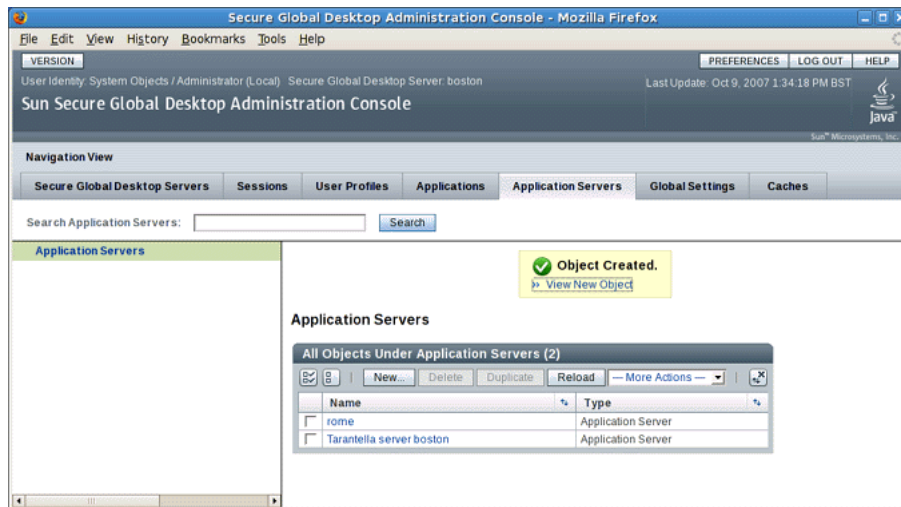 Secure Global Desktop Administration Console - Mozilla Firefox
File Edit View History Bookmarks Tools Help
VERSION PREFERENCES LOG OUT HELP
User Identity: System Objects / Administrator (Local) Secure Global Desktop Server: boston Last Update: Oct 9, 2007 1:34:18 PM BST
Sun Secure Global Desktop Administration Console
Java
Sun™ Microsystems, Inc.
Navigation View
Secure Global Desktop Servers Sessions User Profiles Applications Application Servers Global Settings Caches
Search Application Servers: Search
Application Servers
Object Created.
» View New Object
Application Servers
All Objects Under Application Servers (2)
New... Delete Duplicate Reload — More Actions —
Name Type
rome Application Server
Tarantella server boston Application Server